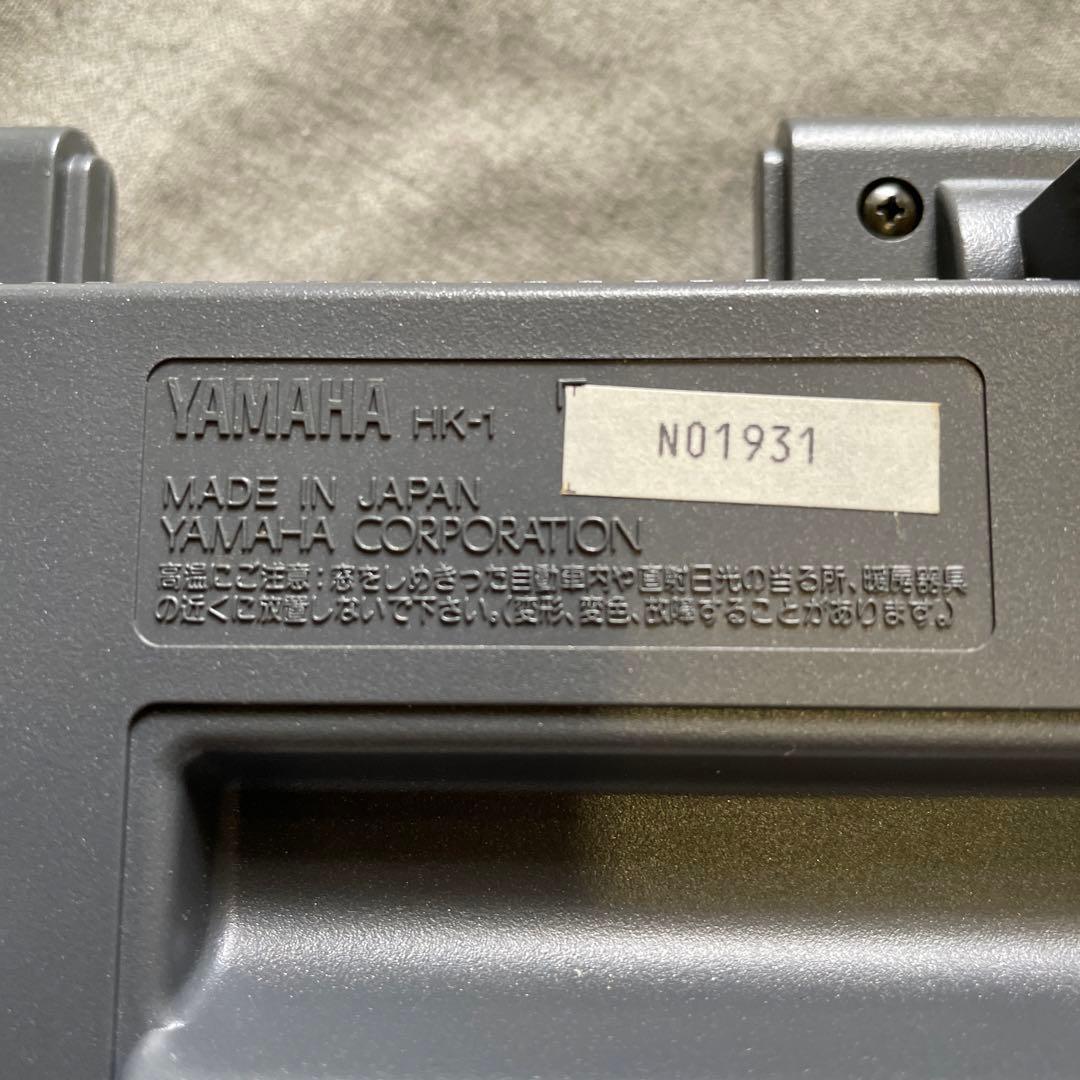 YAMAHA HK-1
N01931
MADE IN JAPAN
YAMAHA CORPORATION
高温にご注意:窓をしめきった自動車内や直射日光の当る所、暖房器具
の近くに放置しないで下さい。(変形、変色、故障することがあります。)